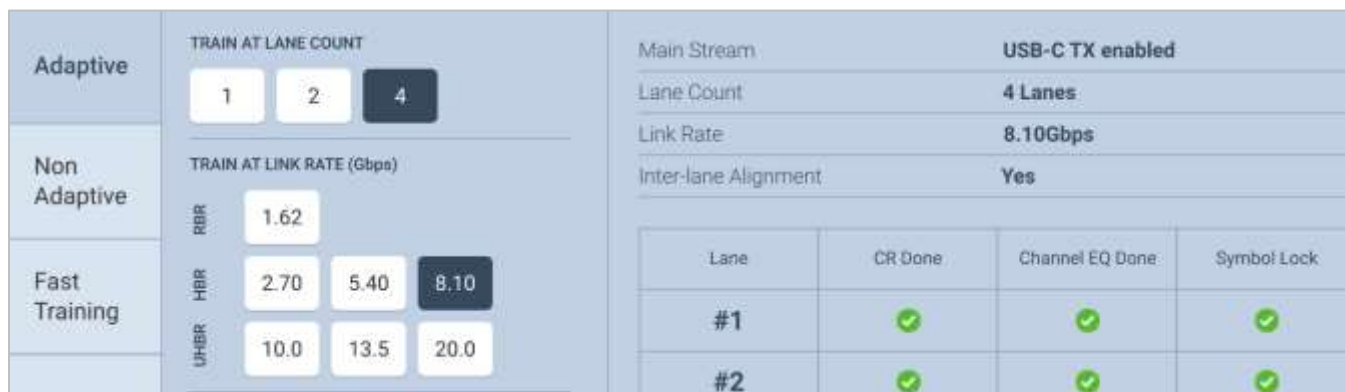 Adaptive
Non
Adaptive
Fast
Training
TRAIN AT LANE COUNT
1 2 4
TRAIN AT LINK RATE (Gbps)
RBR 1.62
HBR 2.70 5.40 8.10
UHBR 10.0 13.5 20.0
Main Stream USB-C TX enabled
Lane Count 4 Lanes
Link Rate 8.10Gbps
Inter-lane Alignment Yes
Lane CR Done Channel EQ Done Symbol Lock
#1
#2